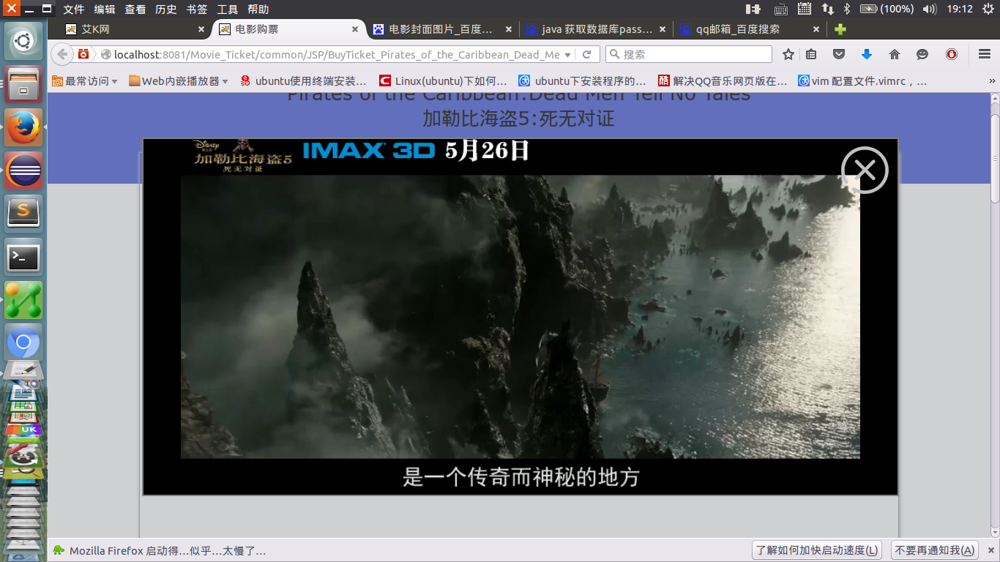 文件 编辑 查看 历史 书签 工具 帮助
(100%) 19:12
艾K网 电影购票 电影封面图片_百度... java 获取数据库pass... qq邮箱_百度搜索
localhost:8081/Movie_Ticket/common/JSP/BuyTicket_Pirates_of_the_Caribbean_Dead_Me 搜索
最常访问 Web内嵌播放器 ubuntu使用终端安装... Linux(ubuntu)下如何... ubuntu下安装程序的... 解决QQ音乐网页版在... vim 配置文件.vimrc，...
Pirates of the Caribbean:Dead Men Tell No Tales
加勒比海盗5:死无对证
Disney
加勒比海盗5
死无对证
IMAX 3D 5月26日
是一个传奇而神秘的地方
Mozilla Firefox 启动得...似乎...太慢了... 了解如何加快启动速度(L) 不要再通知我(A)